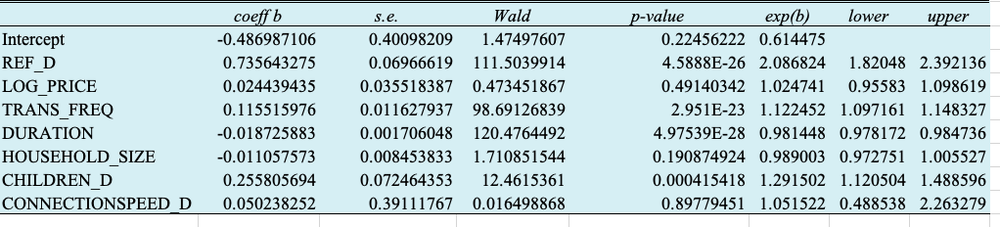 coeff b s.e. Wald p-value exp(b) lower upper
Intercept -0.486987106 0.40098209 1.47497607 0.22456222 0.614475
REF_D 0.735643275 0.06966619 111.5039914 4.5888E-26 2.086824 1.82048 2.392136
LOG_PRICE 0.024439435 0.035518387 0.473451867 0.49140342 1.024741 0.95583 1.098619
TRANS_FREQ 0.115515976 0.011627937 98.69126839 2.951E-23 1.122452 1.097161 1.148327
DURATION -0.018725883 0.001706048 120.4764492 4.97539E-28 0.981448 0.978172 0.984736
HOUSEHOLD_SIZE -0.011057573 0.008453833 1.710851544 0.190874924 0.989003 0.972751 1.005527
CHILDREN_D 0.255805694 0.072464353 12.4615361 0.000415418 1.291502 1.120504 1.488596
CONNECTIONSPEED_D 0.050238252 0.39111767 0.016498868 0.89779451 1.051522 0.488538 2.263279